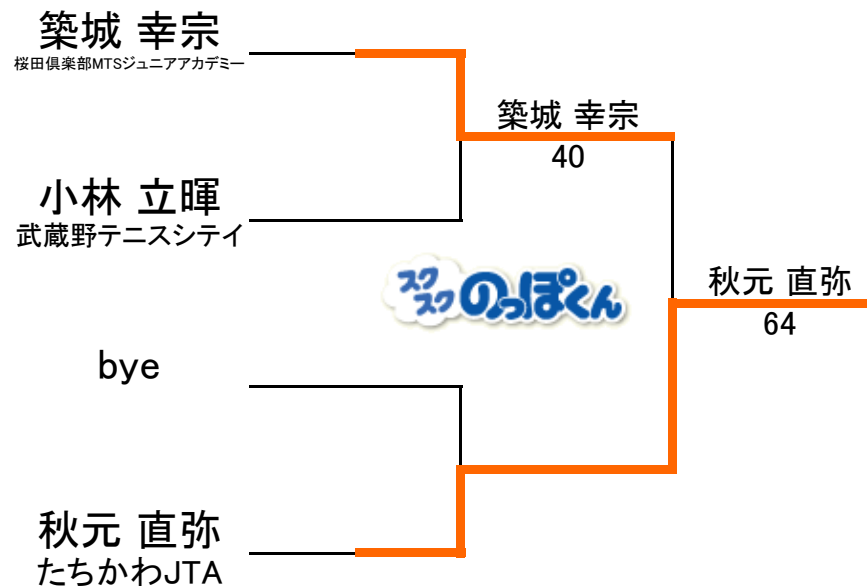 築城 幸宗
桜田倶楽部MTSジュニアアカデミー
築城 幸宗
40
小林 立暉
武蔵野テニスシテイ
スク
スク のっぽくん
秋元 直弥
64
bye
秋元 直弥
たちかわJTA